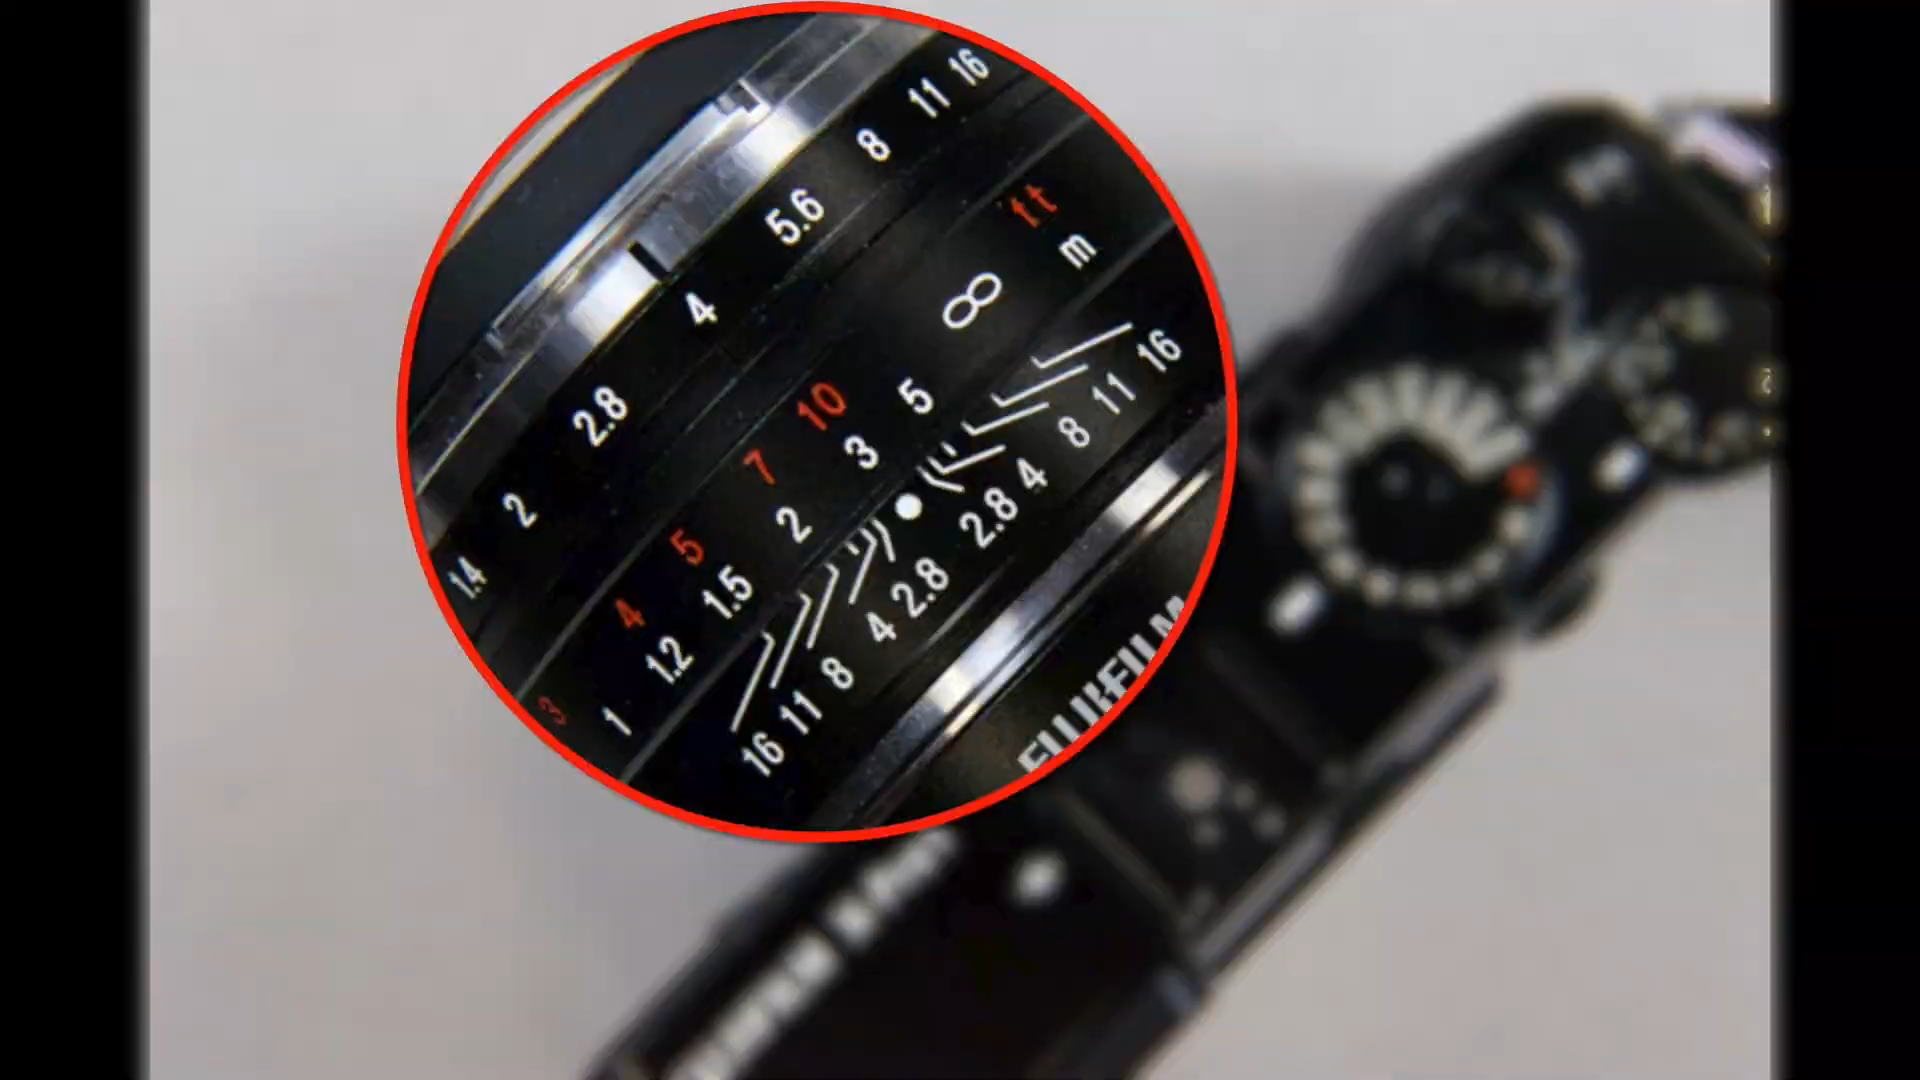 1.4 2 2.8 4 5.6 8 11 16
3 4 5 7 10 ft
1 1.2 1.5 2 3 5 ∞ m
16 11 8 4 2.8 2.8 4 8 11 16
FUJIFILM